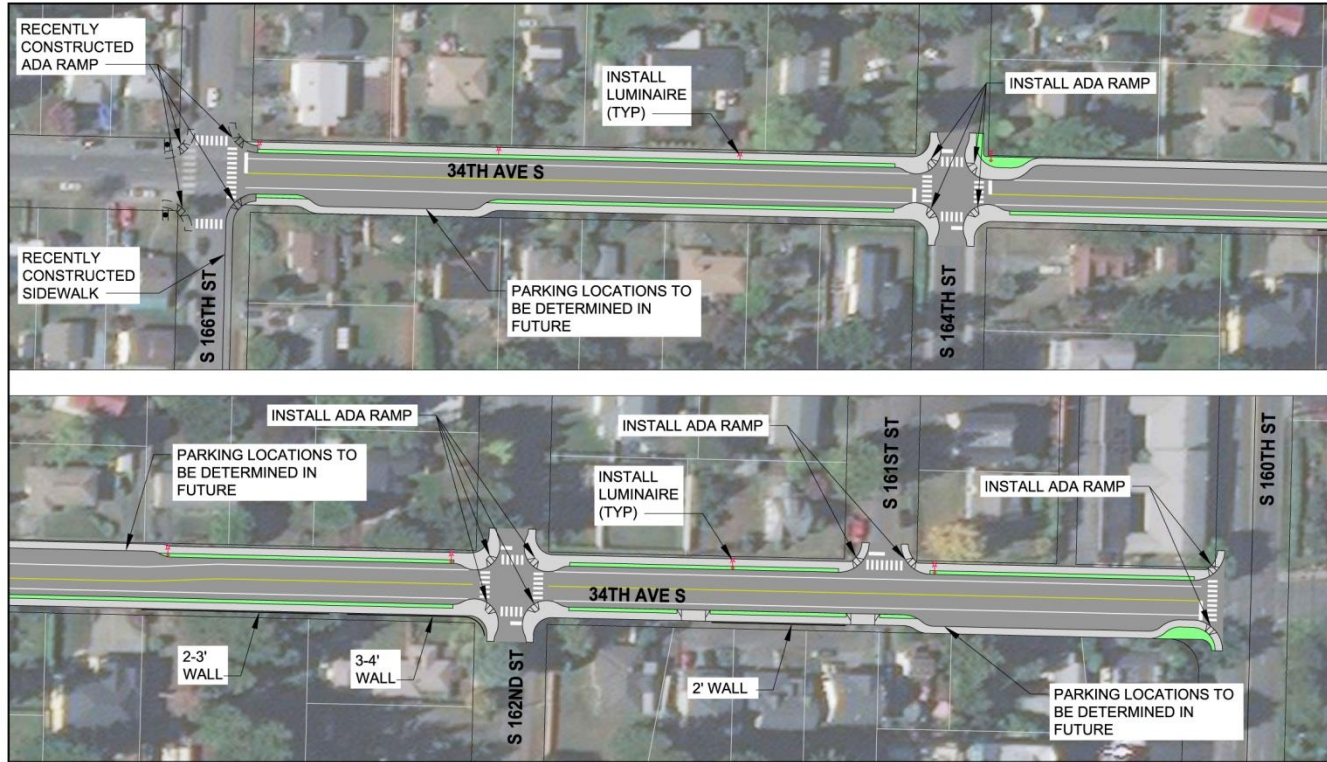 RECENTLY
CONSTRUCTED
ADA RAMP
INSTALL
LUMINAIRE
(TYP)
INSTALL ADA RAMP
34TH AVE S
RECENTLY
CONSTRUCTED
SIDEWALK
S 166TH ST
PARKING LOCATIONS TO
BE DETERMINED IN
FUTURE
S 164TH ST
INSTALL ADA RAMP
PARKING LOCATIONS TO
BE DETERMINED IN
FUTURE
INSTALL
LUMINAIRE
(TYP)
INSTALL ADA RAMP
S 161ST ST
INSTALL ADA RAMP
S 160TH ST
34TH AVE S
2-3'
WALL
3-4'
WALL
S 162ND ST
2' WALL
PARKING LOCATIONS TO
BE DETERMINED IN
FUTURE